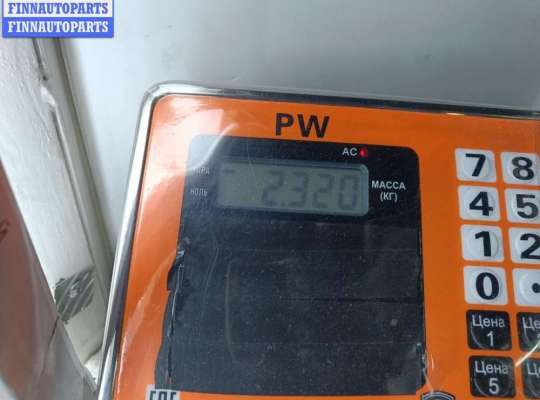 FINNAUTOPARTS
FINNAUTOPARTS
PW
AC
2.320
МАССА
(КГ)
НОЛЬ
7 8
4 5
1 2
0 .
Цена
1
Цена
5